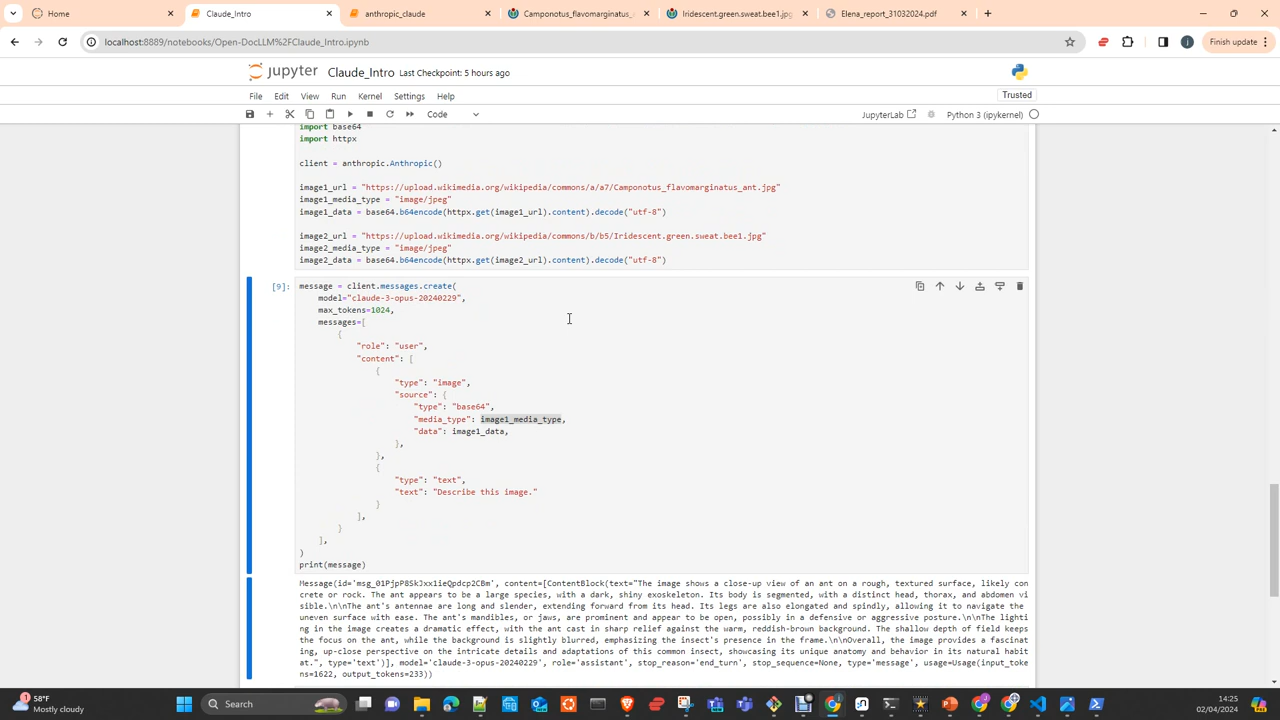 Home
Claude_Intro
anthropic_claude
Camponotus_flavomarginatus_
Iridescent.green.sweat.bee1.jpg
Elena_report_31032024.pdf
localhost:8889/notebooks/Open-DocLLM%2FClaude_Intro.ipynb
Finish update
jupyter Claude_Intro Last Checkpoint: 5 hours ago
File Edit View Run Kernel Settings Help
Trusted
Code
JupyterLab
Python 3 (ipykernel)
import base64
import httpx
client = anthropic.Anthropic()
image1_url = "https://upload.wikimedia.org/wikipedia/commons/a/a7/Camponotus_flavomarginatus_ant.jpg"
image1_media_type = "image/jpeg"
image1_data = base64.b64encode(httpx.get(image1_url).content).decode("utf-8")
image2_url = "https://upload.wikimedia.org/wikipedia/commons/b/b5/Iridescent.green.sweat.bee1.jpg"
image2_media_type = "image/jpeg"
image2_data = base64.b64encode(httpx.get(image2_url).content).decode("utf-8")
[9]:
message = client.messages.create(
model="claude-3-opus-20240229",
max_tokens=1024,
messages=[
{
"role": "user",
"content": [
{
"type": "image",
"source": {
"type": "base64",
"media_type": image1_media_type,
"data": image1_data,
},
},
{
"type": "text",
"text": "Describe this image."
}
],
}
],
)
print(message)
Message(id='msg_01PjpP8SkJxx1ieQpdcp2CBm', content=[ContentBlock(text="The image shows a close-up view of an ant on a rough, textured surface, likely con
crete or rock. The ant appears to be a large species, with a dark, shiny exoskeleton. Its body is segmented, with a distinct head, thorax, and abdomen vi
sible.\n\nThe ant's antennae are long and slender, extending forward from its head. Its legs are also elongated and spindly, allowing it to navigate the
uneven surface with ease. The ant's mandibles, or jaws, are prominent and appear to be open, possibly in a defensive or aggressive posture.\n\nThe lighti
ng in the image creates a dramatic effect, with the ant cast in sharp relief against the warm, reddish-brown background. The shallow depth of field keeps
the focus on the ant, while the background is slightly blurred, emphasizing the insect's presence in the frame.\n\nOverall, the image provides a fascinat
ing, up-close perspective on the intricate details and adaptations of this common insect, showcasing its unique anatomy and behavior in its natural habit
at.", type='text')], model='claude-3-opus-20240229', role='assistant', stop_reason='end_turn', stop_sequence=None, type='message', usage=Usage(input_toke
ns=1622, output_tokens=233))
58°F
Mostly cloudy
Search
14:25
02/04/2024